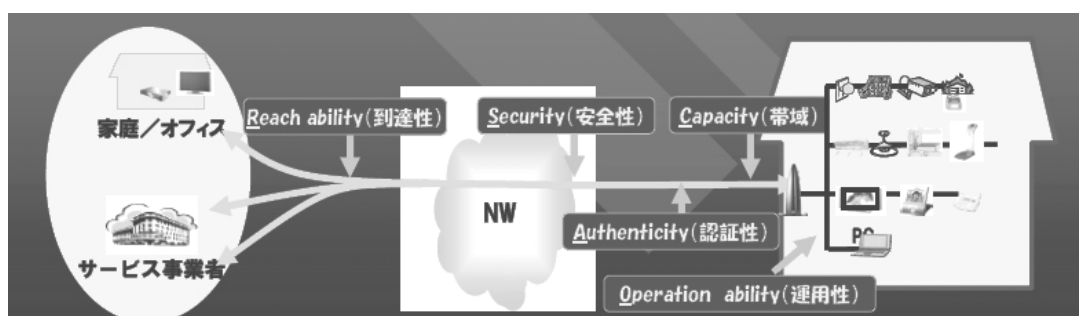 家庭／オフィス
Reach ability(到達性)
Security(安全性)
Capacity(帯域)
NW
Authenticity(認証性)
PC
サービス事業者
Operation ability(運用性)